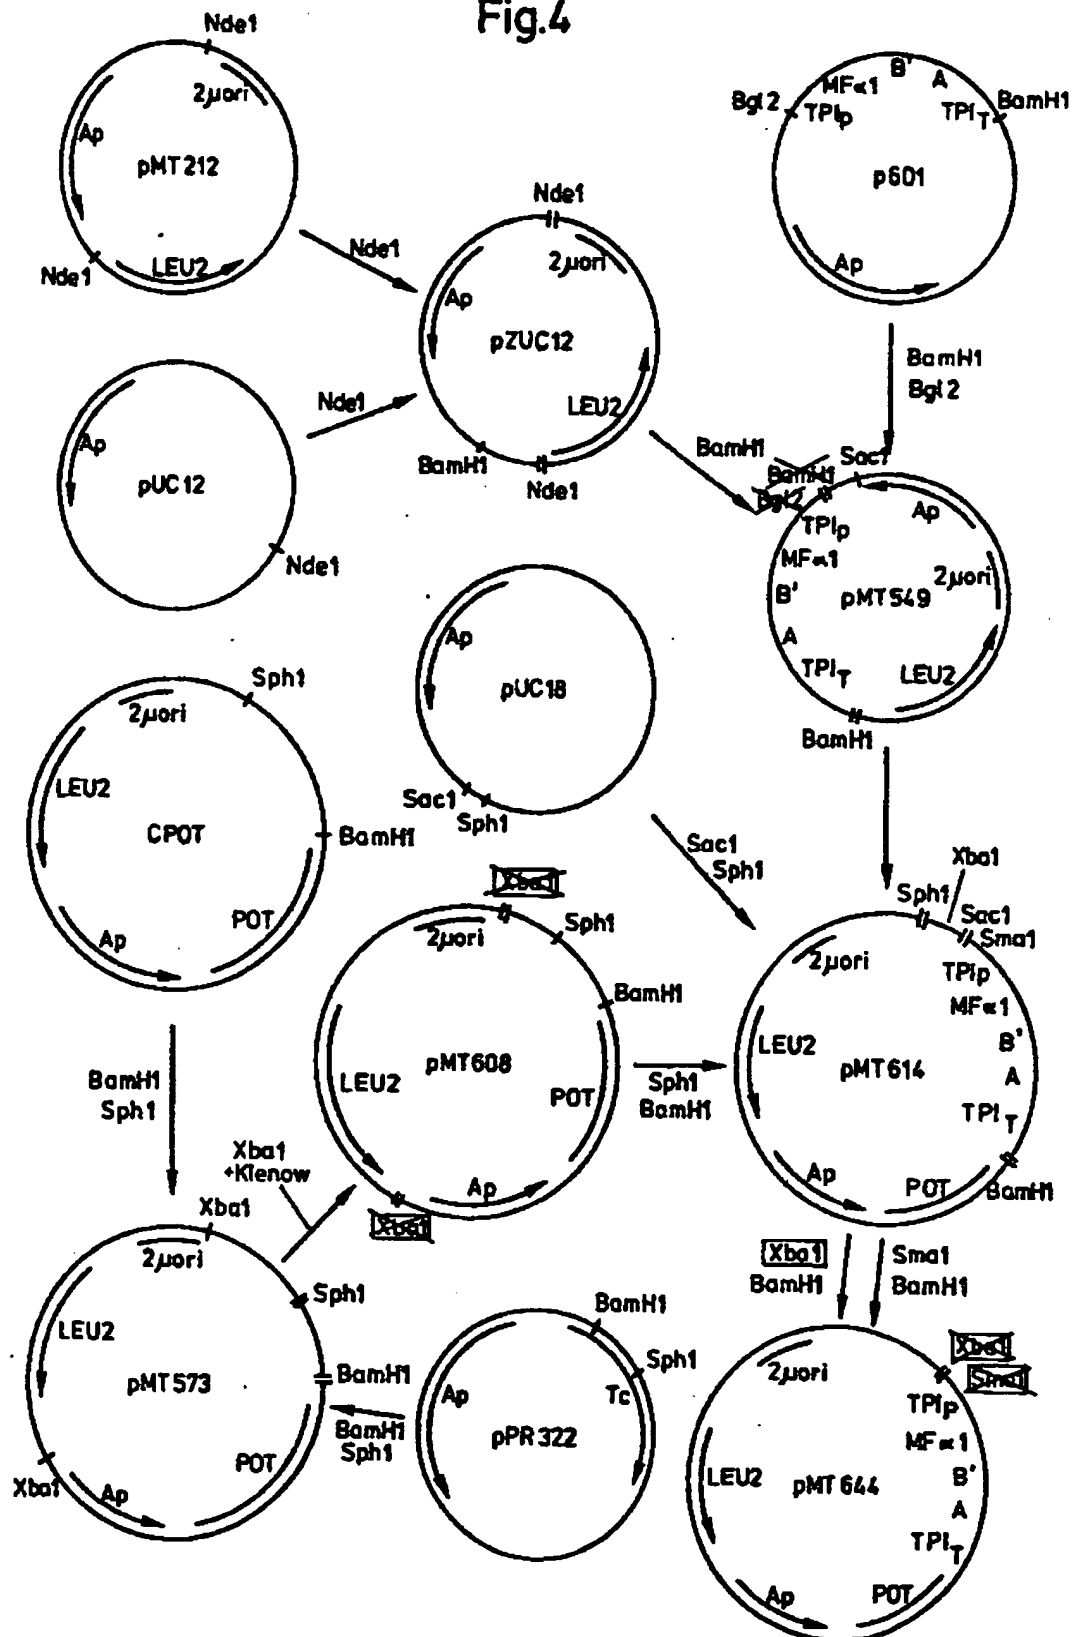 Fig.4
Nde1
2μori
Ap
pMT212
Nde1
LEU2
Nde1
Bgl2
TPIp
MFα1
B'
A
TPIT
BamH1
p601
Ap
BamH1
Bgl2
Nde1
2μori
Ap
pZUC12
LEU2
BamH1
Nde1
Nde1
Ap
pUC12
Nde1
BamH1
BamH1
Bgl2
Sac1
TPIp
Ap
MFα1
2μori
B'
pMT549
A
TPIT
LEU2
BamH1
Ap
pUC18
Sac1
Sph1
Sac1
Sph1
2μori
Sph1
LEU2
CPOT
BamH1
POT
Ap
BamH1
Sph1
Xba1
2μori
Sph1
BamH1
LEU2
pMT608
POT
Ap
Xba1
Xba1
+Klenow
Sph1
BamH1
Xba1
Sph1
Sac1
Sma1
2μori
TPIp
MFα1
LEU2
B'
pMT614
A
TPIT
Ap
POT
BamH1
Xba1
BamH1
Sma1
BamH1
Xba1
2μori
Sph1
LEU2
pMT573
BamH1
POT
Xba1
Ap
BamH1
Sph1
BamH1
Sph1
Ap
Tc
pPR322
Xba1
Sma1
2μori
TPIp
MFα1
LEU2
pMT644
B'
A
TPIT
Ap
POT